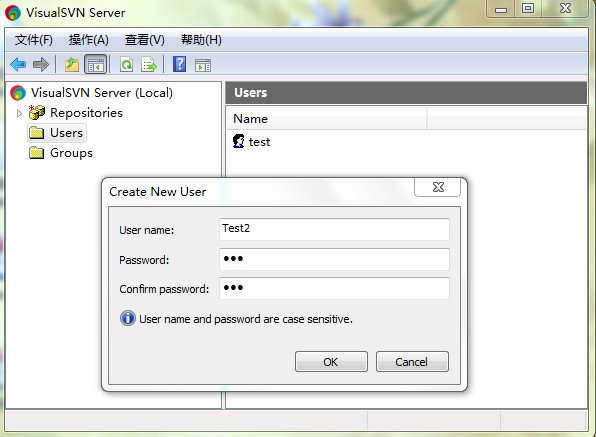 VisualSVN Server
文件(F) 操作(A) 查看(V) 帮助(H)
VisualSVN Server (Local)
Repositories
Users
Groups
Users
Name
test
Create New User
User name: Test2
Password: •••
Confirm password: •••
User name and password are case sensitive.
OK Cancel